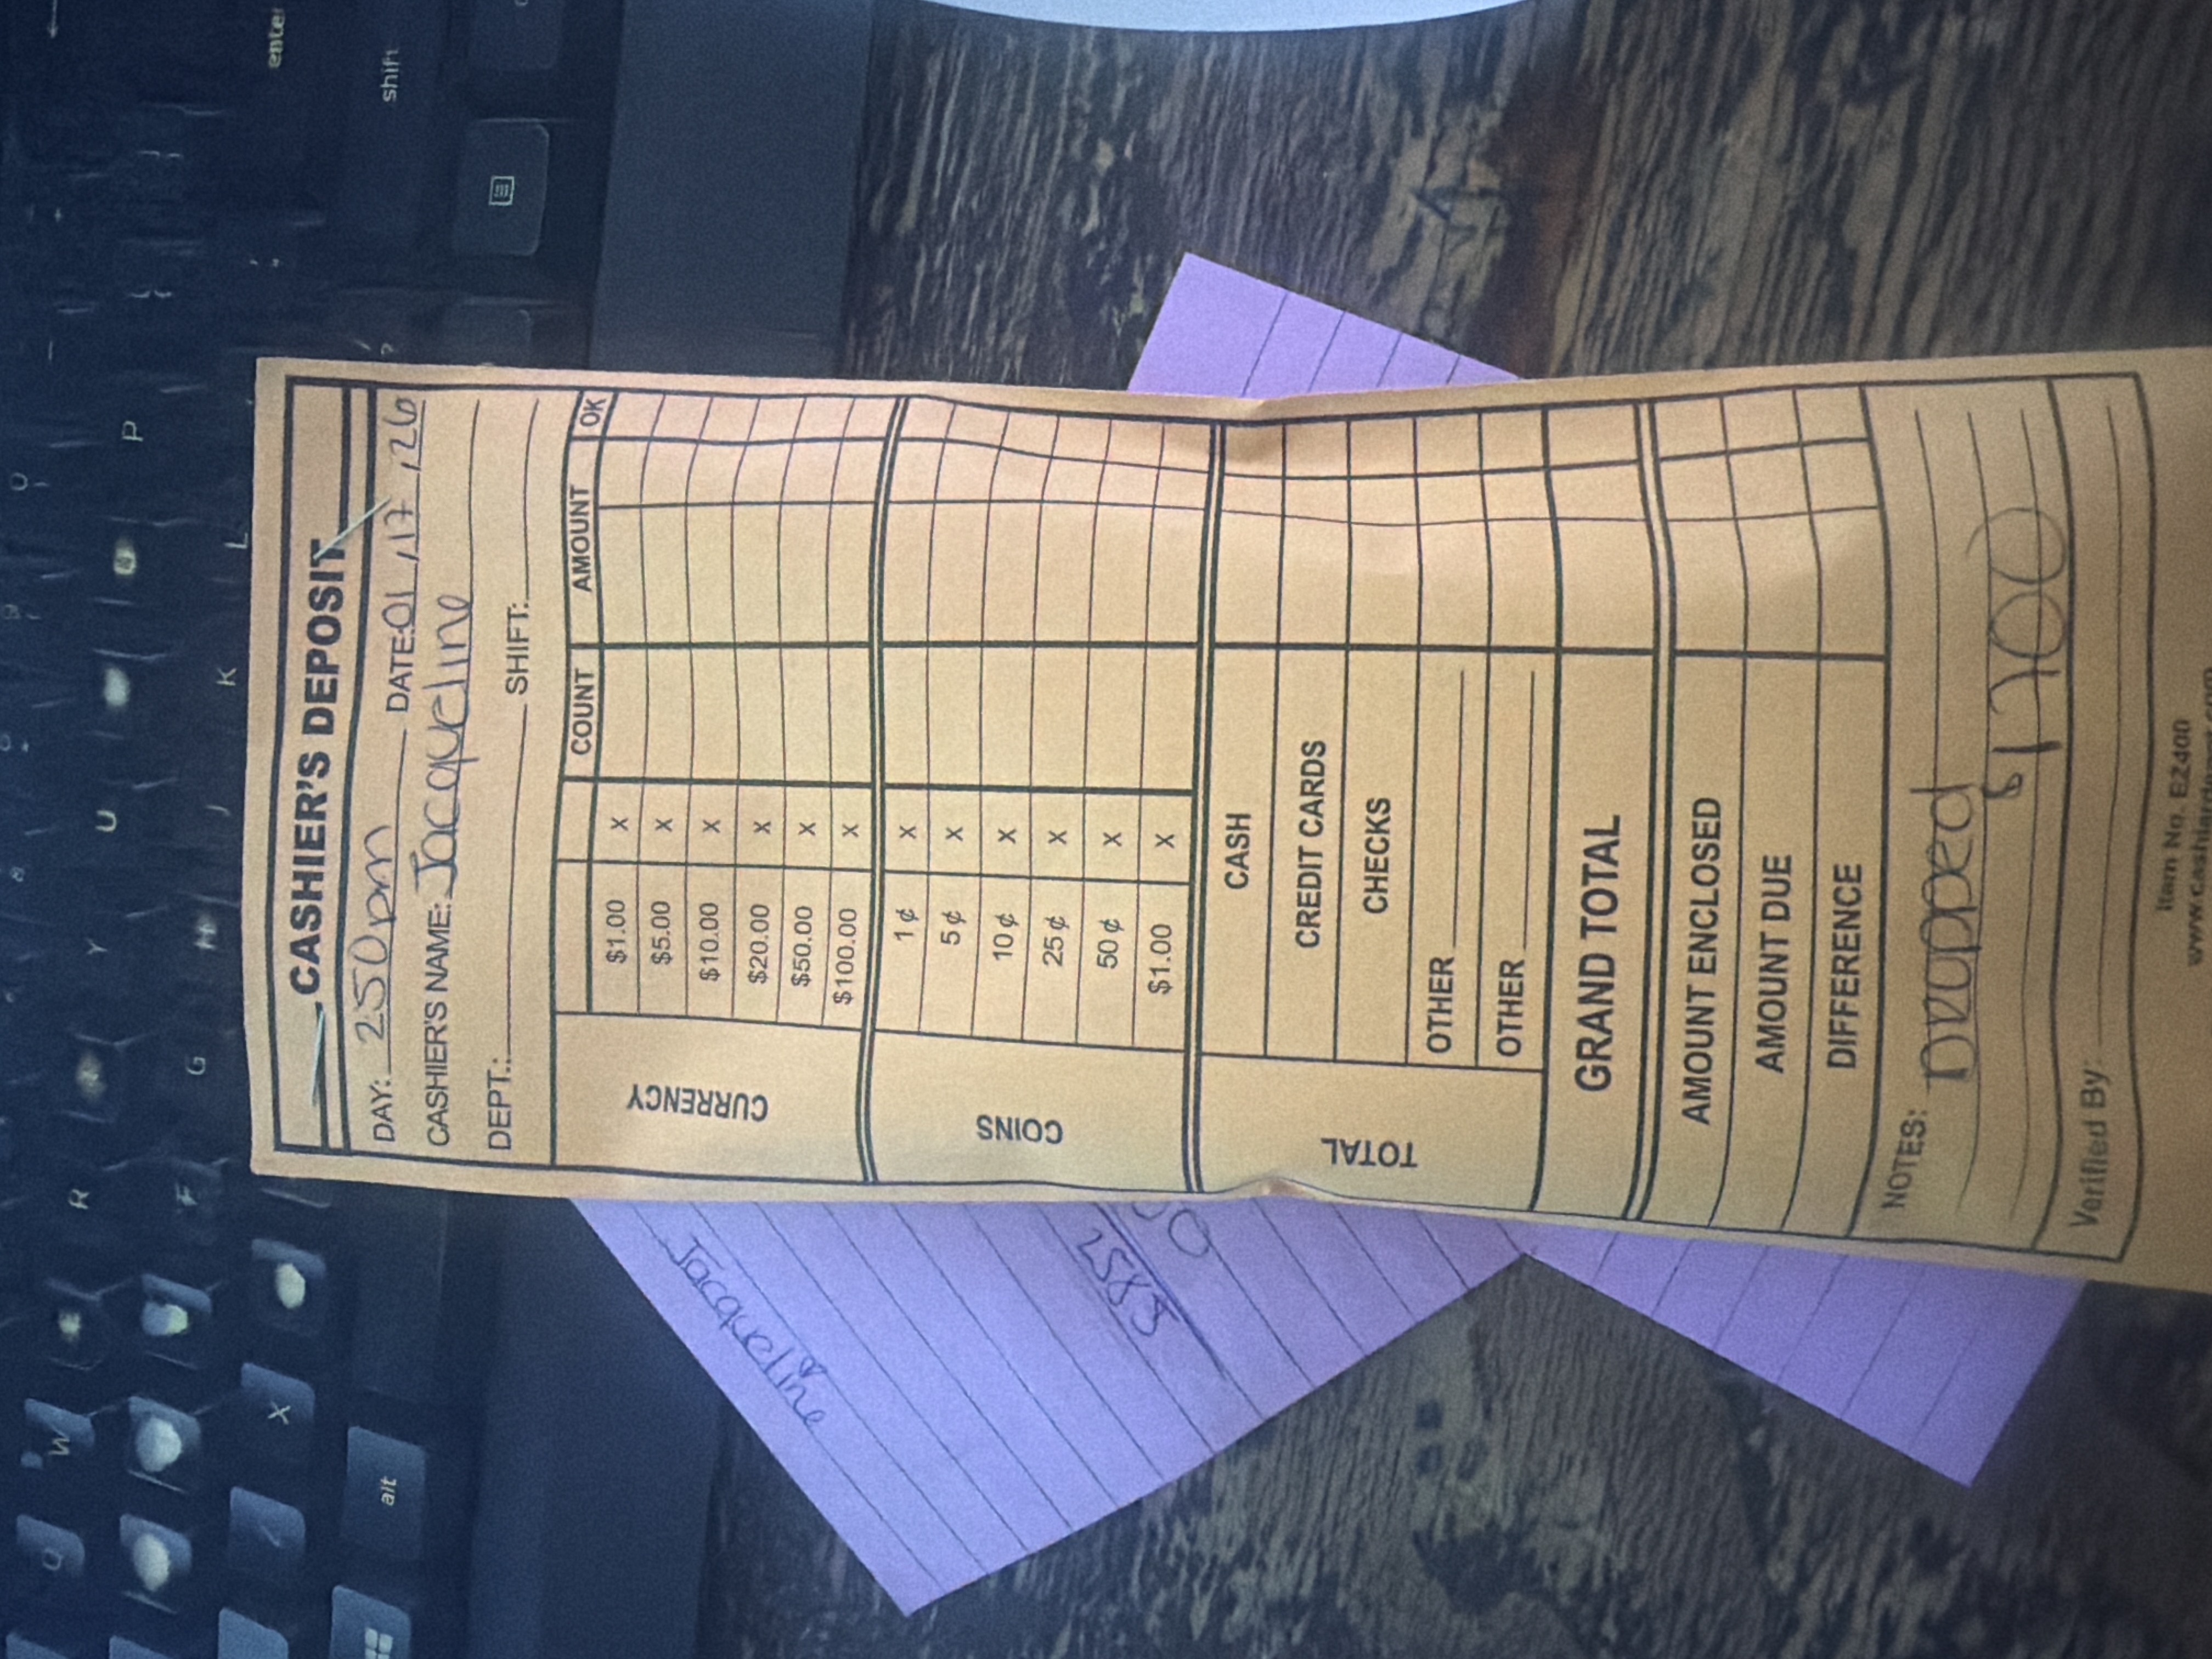 CASHIER'S DEPOSIT
DAY: 250pm DATE: 01,17,26
CASHIER'S NAME: Jacqueline
DEPT.: SHIFT:
COUNT AMOUNT OK
CURRENCY
$1.00 X
$5.00 X
$10.00 X
$20.00 X
$50.00 X
$100.00 X
COINS
1¢ X
5¢ X
10¢ X
25¢ X
50¢ X
$1.00 X
TOTAL
CASH
CREDIT CARDS
CHECKS
OTHER
OTHER
GRAND TOTAL
AMOUNT ENCLOSED
AMOUNT DUE
DIFFERENCE
NOTES: Dropped
Verified By:
Item No. EZ400
Jacqueline
enter
shift
alt
Q
W
E
R
Y
U
P
F
G
H
J
K
L
X